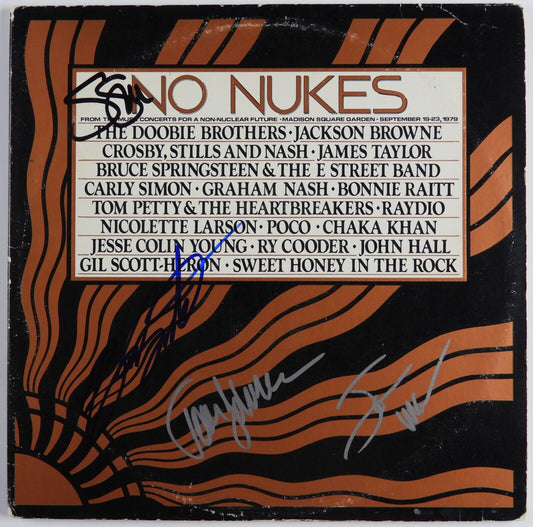 NO NUKES
FROM THE MUSE CONCERTS FOR A NON-NUCLEAR FUTURE • MADISON SQUARE GARDEN • SEPTEMBER 19-23, 1979
THE DOOBIE BROTHERS • JACKSON BROWNE
CROSBY, STILLS AND NASH • JAMES TAYLOR
BRUCE SPRINGSTEEN & THE E STREET BAND
CARLY SIMON • GRAHAM NASH • BONNIE RAITT
TOM PETTY & THE HEARTBREAKERS • RAYDIO
NICOLETTE LARSON • POCO • CHAKA KHAN
JESSE COLIN YOUNG • RY COODER • JOHN HALL
GIL SCOTT-HERON • SWEET HONEY IN THE ROCK